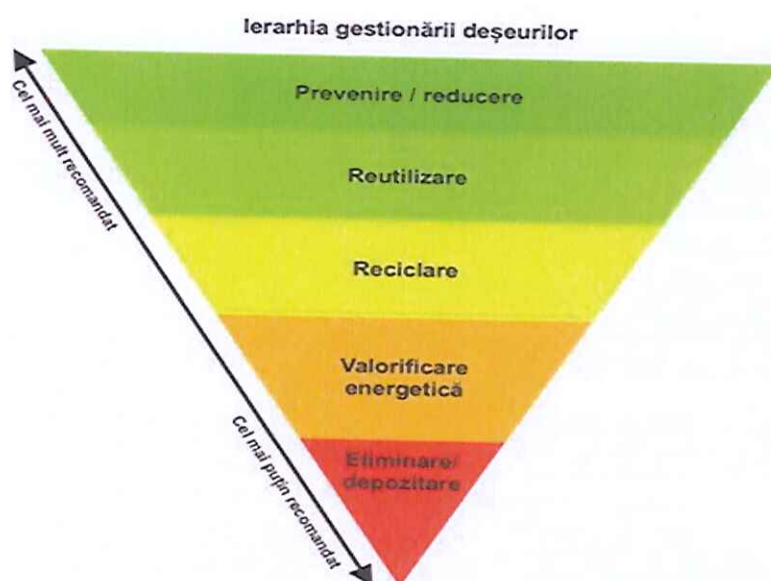 Ierarhia gestionării deșeurilor
Prevenire / reducere
Cel mai mult recomandat
Reutilizare
Reciclare
Valorificare
energetică
Cel mai puțin recomandat
Eliminare/
depozitare